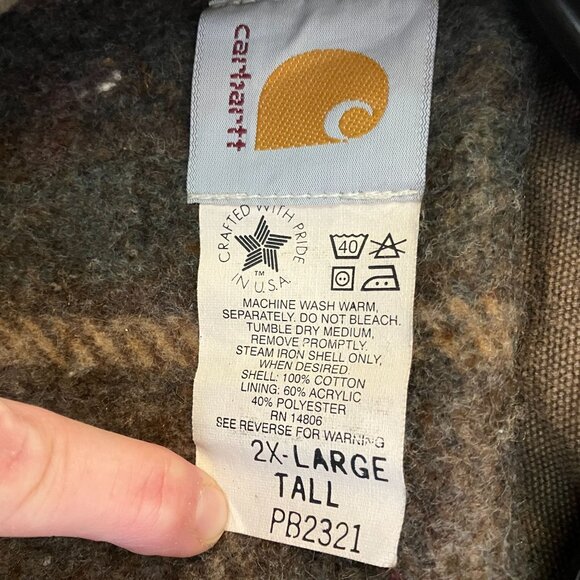 carhartt
CRAFTED WITH PRIDE
IN U.S.A.
TM
40
MACHINE WASH WARM,
SEPARATELY. DO NOT BLEACH.
TUMBLE DRY MEDIUM,
REMOVE PROMPTLY.
STEAM IRON SHELL ONLY,
WHEN DESIRED.
SHELL: 100% COTTON
LINING: 60% ACRYLIC
40% POLYESTER
RN 14806
SEE REVERSE FOR WARNING
2X-LARGE
TALL
PB2321